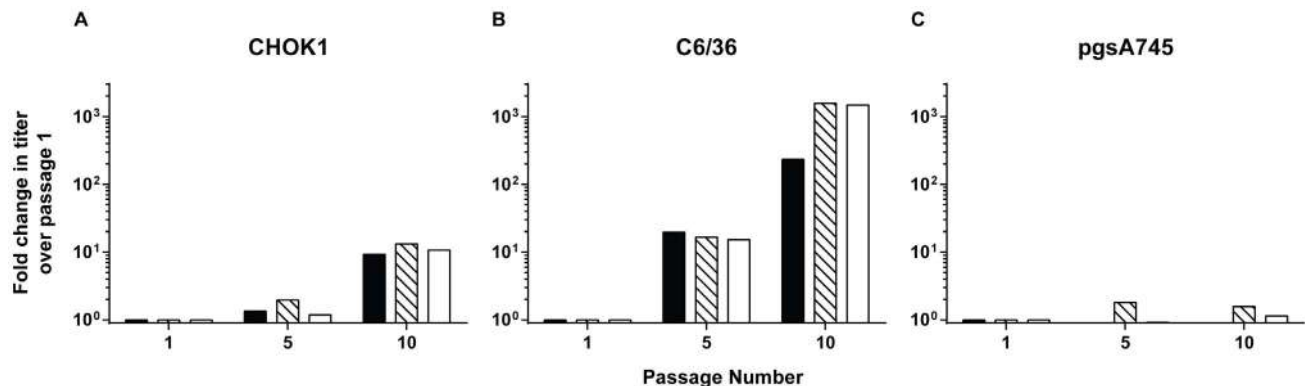 A
CHOK1
B
C6/36
C
pgsA745
Fold change in titer
over passage 1
10³
10²
10¹
10⁰
1 5 10
10³
10²
10¹
10⁰
1 5 10
10³
10²
10¹
10⁰
1 5 10
Passage Number